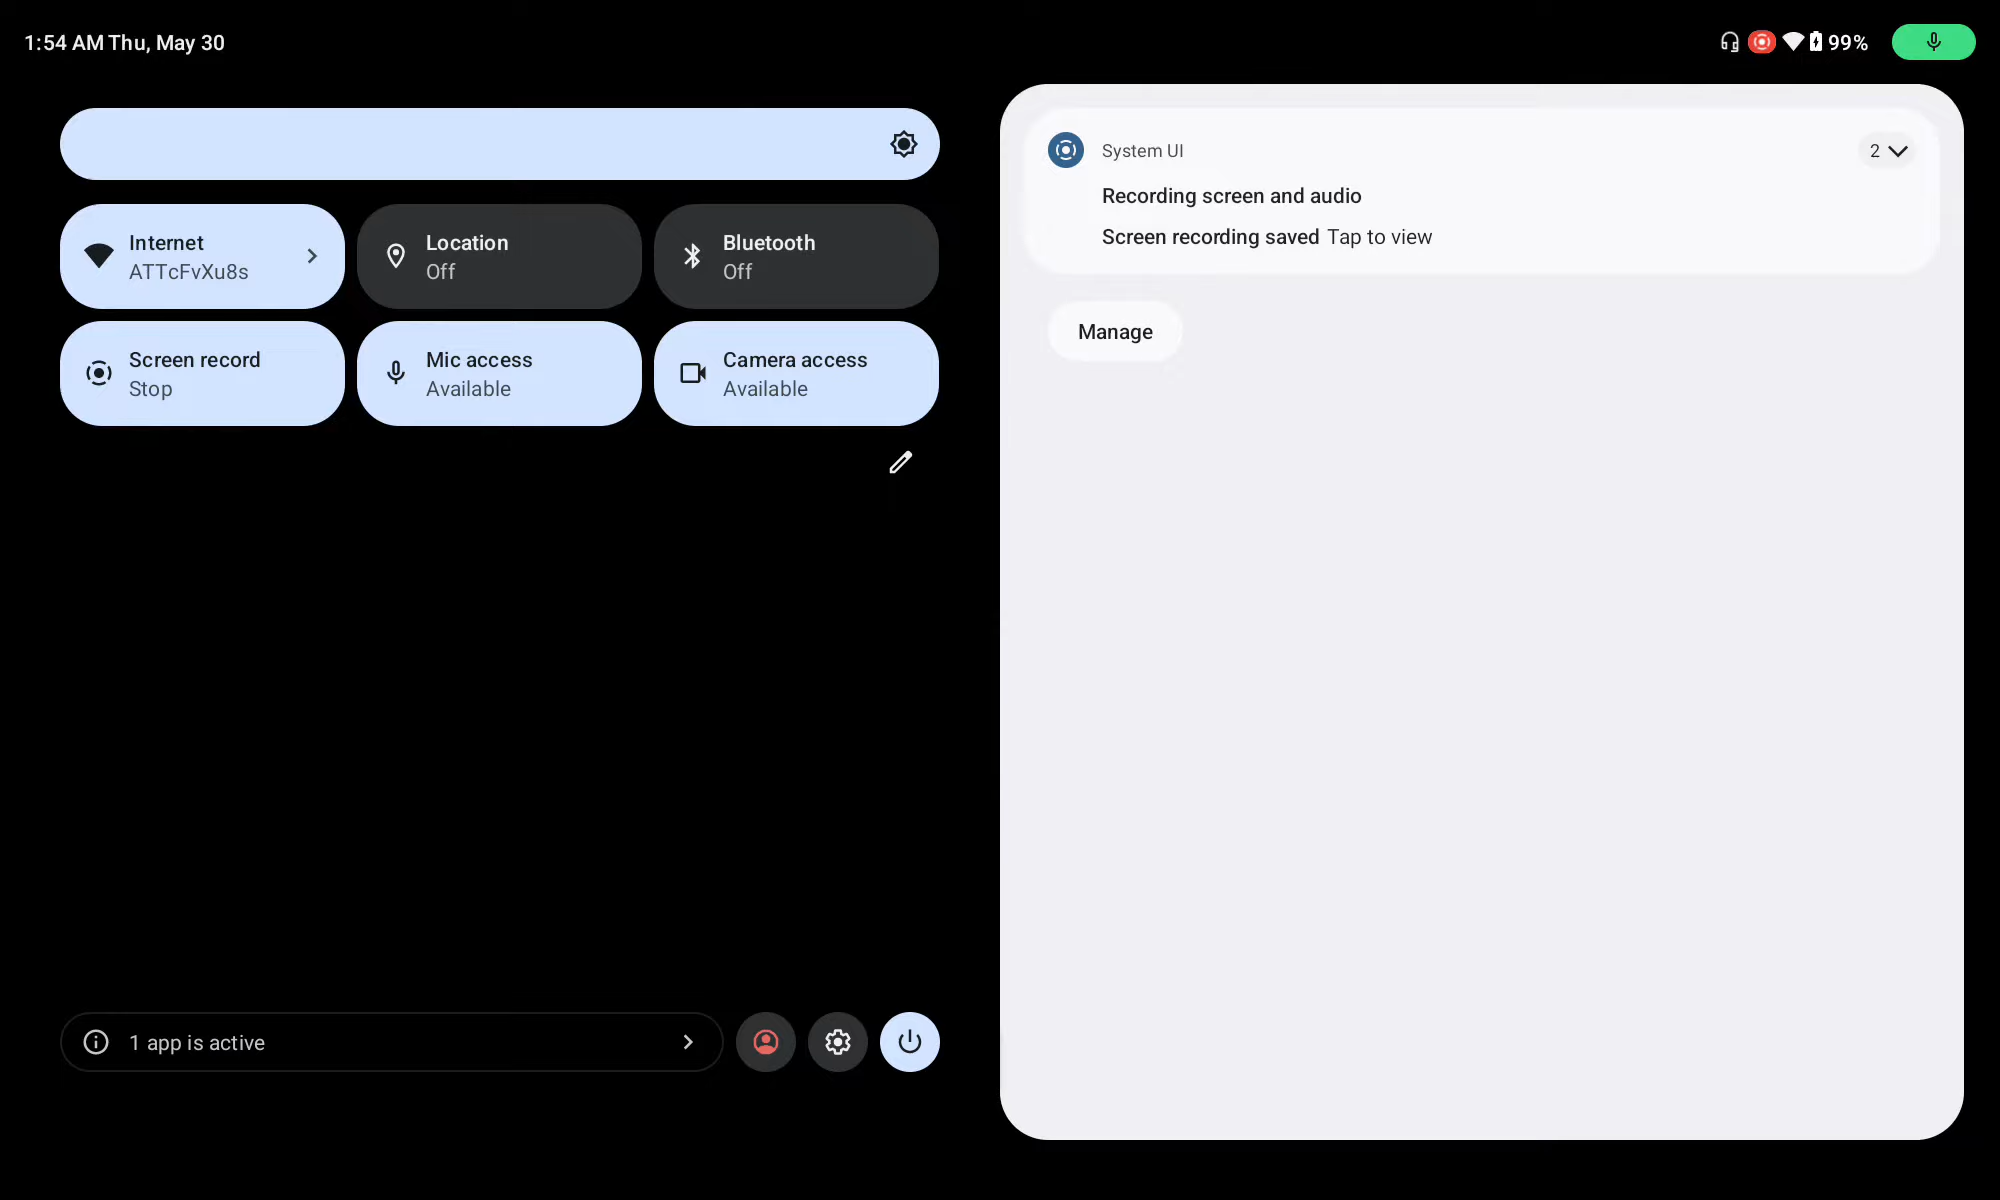 1:54 AM Thu, May 30
99%
Internet
ATTcFvXu8s
Location
Off
Bluetooth
Off
Screen record
Stop
Mic access
Available
Camera access
Available
1 app is active
System UI
2
Recording screen and audio
Screen recording saved Tap to view
Manage